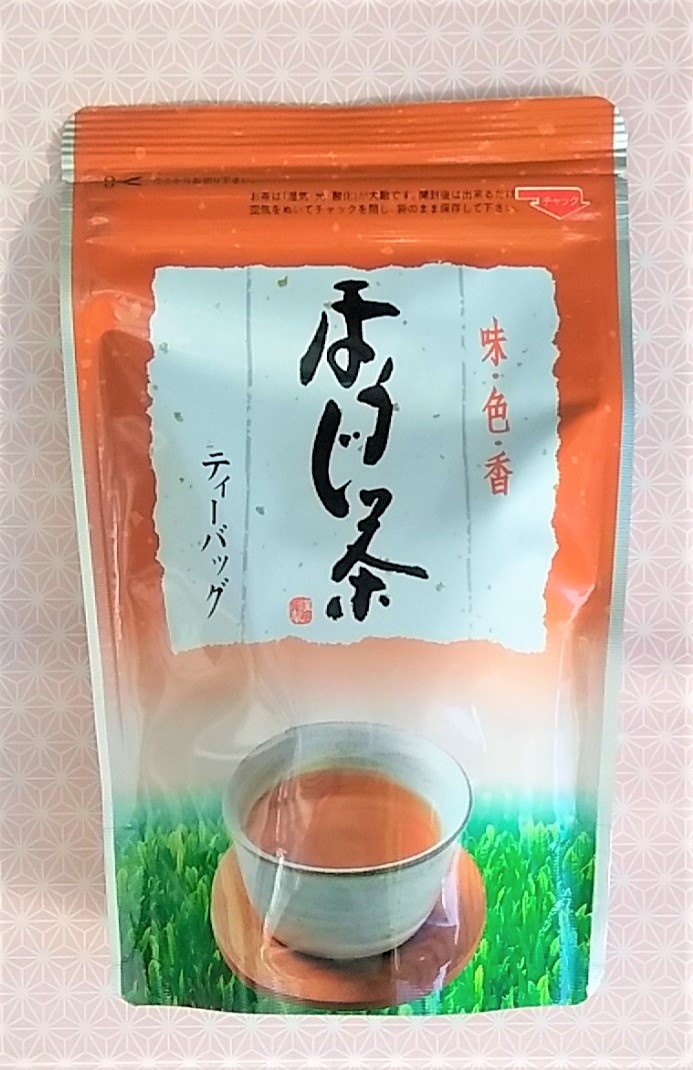 お茶は「湿気、光、酸化」が大敵です。開封後は出来るだけ
空気をぬいてチャックを閉じ、袋のまま保存して下さい。
チャック
味・色・香
ほうじ茶
ティーバッグ